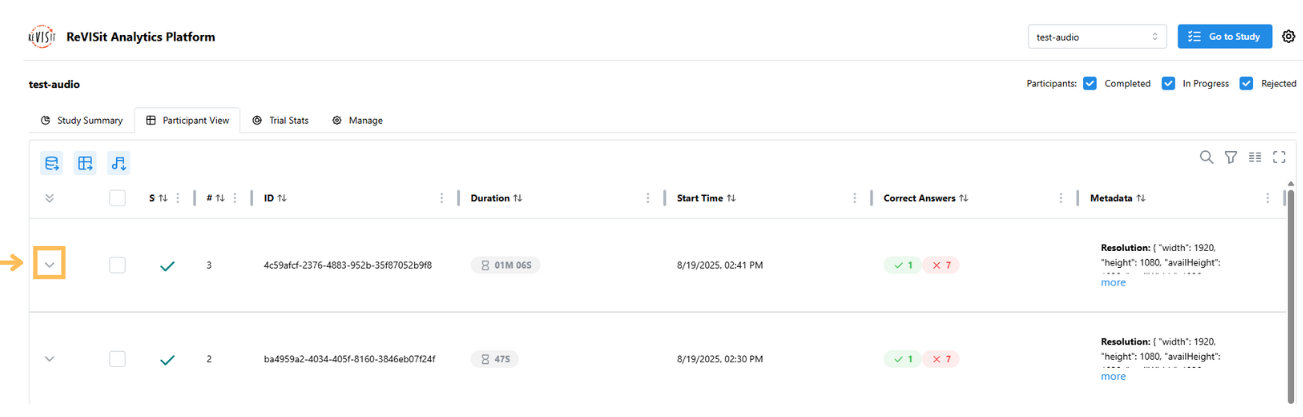 ReVISit ReVISit Analytics Platform test-audio Go to Study
test-audio Participants: Completed In Progress Rejected
Study Summary Participant View Trial Stats Manage
S # ID Duration Start Time Correct Answers Metadata
3 4c59afcf-2376-4883-952b-35f87052b9f8 01M 06S 8/19/2025, 02:41 PM 1 7
Resolution: { "width": 1920,
"height": 1080, "availHeight":
more
2 ba4959a2-4034-405f-8160-3846eb07f24f 47S 8/19/2025, 02:30 PM 1 7
Resolution: { "width": 1920,
"height": 1080, "availHeight":
more